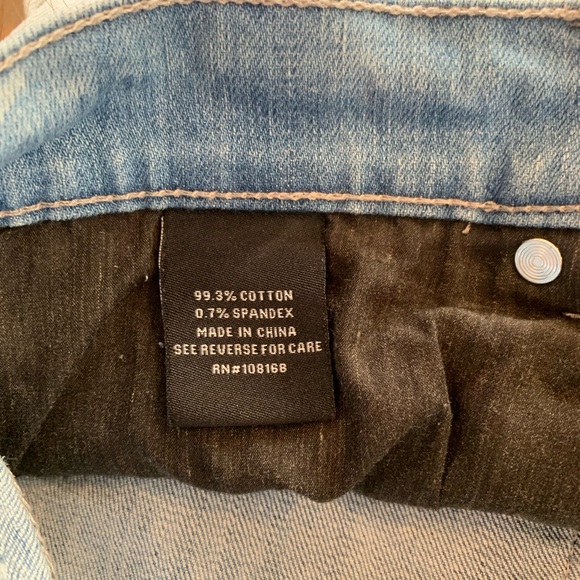 99.3% COTTON
0.7% SPANDEX
MADE IN CHINA
SEE REVERSE FOR CARE
RN#108168